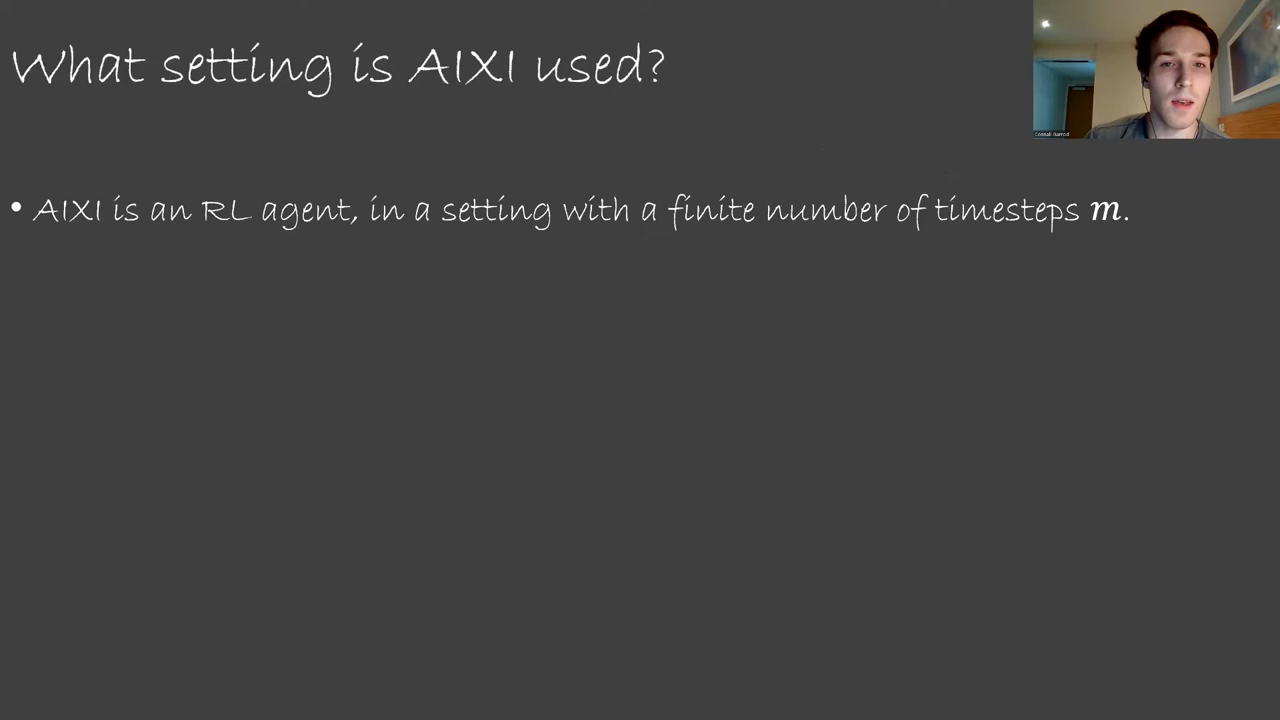 What setting is AIXI used?
• AIXI is an RL agent, in a setting with a finite number of timesteps m.